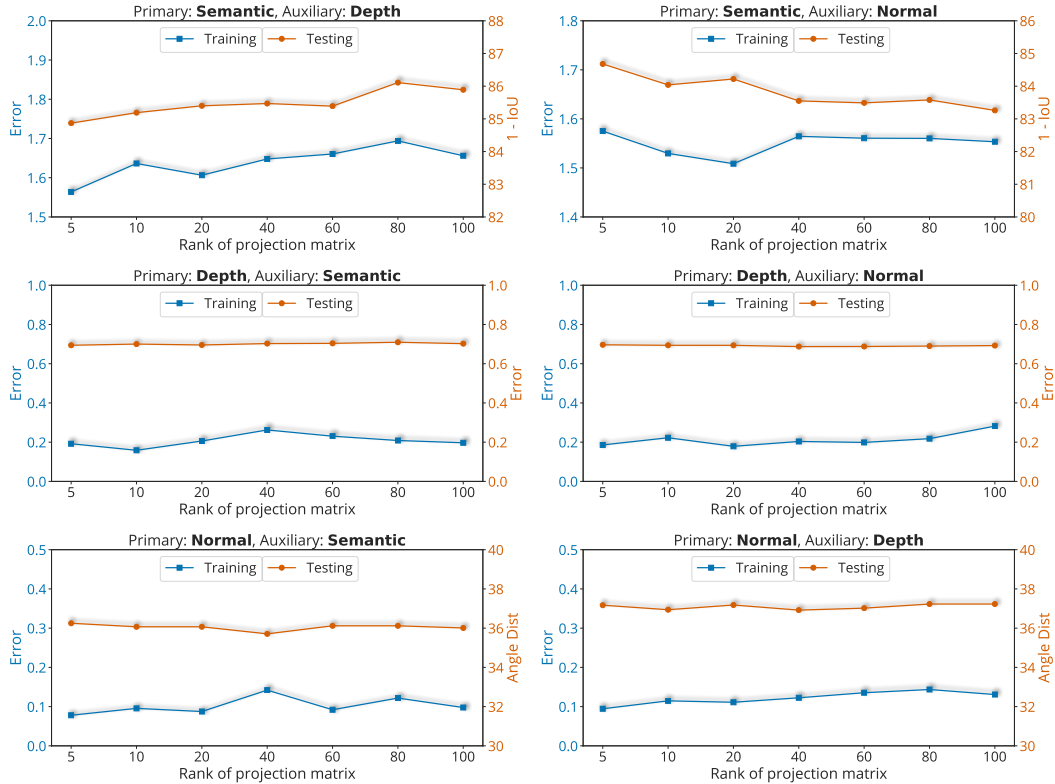 Primary: Semantic, Auxiliary: Depth
Training Testing
2.0
1.9
1.8
1.7
1.6
1.5
Error
88
87
86
85
84
83
82
1 - IoU
5 10 20 40 60 80 100
Rank of projection matrix
Primary: Semantic, Auxiliary: Normal
Training Testing
1.8
1.7
1.6
1.5
1.4
Error
86
85
84
83
82
81
80
1 - IoU
5 10 20 40 60 80 100
Rank of projection matrix
Primary: Depth, Auxiliary: Semantic
Training Testing
1.0
0.8
0.6
0.4
0.2
0.0
Error
1.0
0.8
0.6
0.4
0.2
0.0
Error
5 10 20 40 60 80 100
Rank of projection matrix
Primary: Depth, Auxiliary: Normal
Training Testing
1.0
0.8
0.6
0.4
0.2
0.0
Error
1.0
0.8
0.6
0.4
0.2
0.0
Error
5 10 20 40 60 80 100
Rank of projection matrix
Primary: Normal, Auxiliary: Semantic
Training Testing
0.5
0.4
0.3
0.2
0.1
0.0
Error
40
38
36
34
32
30
Angle Dist
5 10 20 40 60 80 100
Rank of projection matrix
Primary: Normal, Auxiliary: Depth
Training Testing
0.5
0.4
0.3
0.2
0.1
0.0
Error
40
38
36
34
32
30
Angle Dist
5 10 20 40 60 80 100
Rank of projection matrix